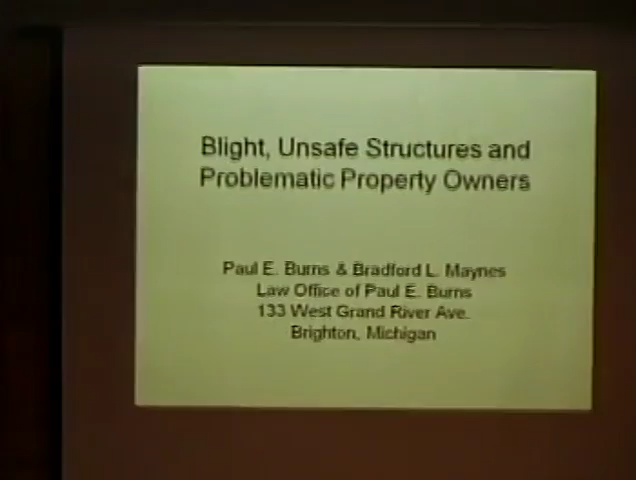 Blight, Unsafe Structures and
Problematic Property Owners
Paul E. Burns & Bradford L. Maynes
Law Office of Paul E. Burns
133 West Grand River Ave.
Brighton, Michigan